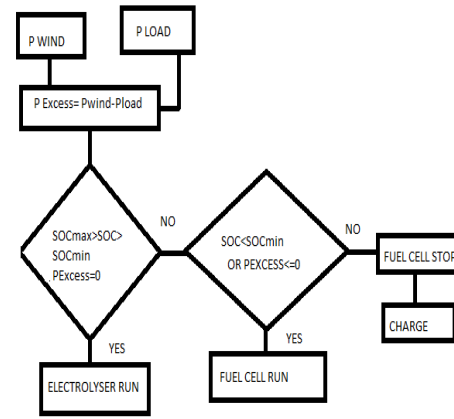 P WIND
P LOAD
P Excess= Pwind-Pload
SOCmax>SOC>
SOCmin
PExcess=0
NO
SOC<SOCmin
OR PEXCESS<=0
NO
FUEL CELL STOP
CHARGE
YES
YES
ELECTROLYSER RUN
FUEL CELL RUN